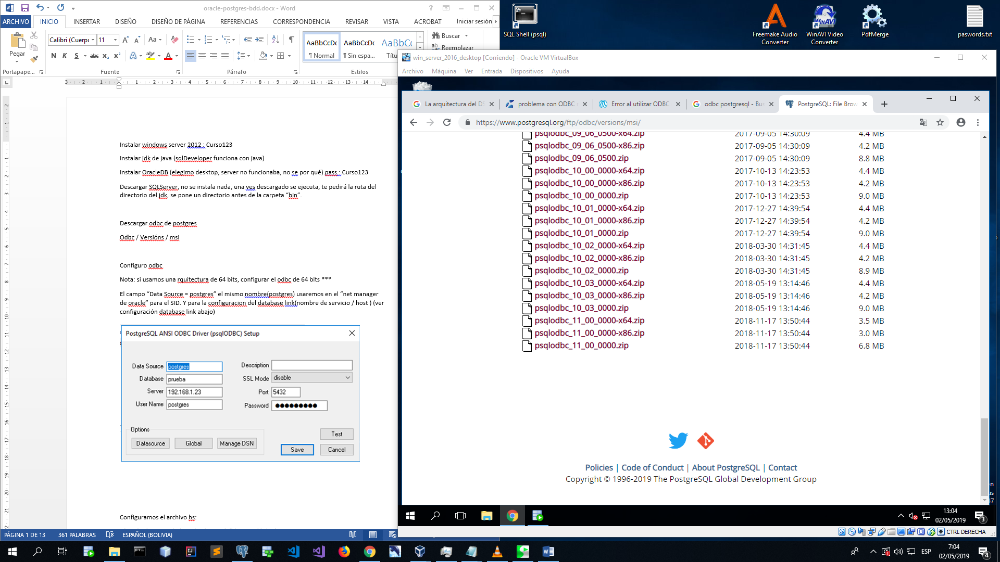 oracle-postgres-bdd.docx - Word
ARCHIVO INICIO INSERTAR DISEÑO DISEÑO DE PÁGINA REFERENCIAS CORRESPONDENCIA REVISAR VISTA ACROBAT Iniciar sesión
Pegar
Calibri (Cuerpo 11
N K S abc x₂ x²
AaBbCcDc AaBbCcDc AaBbCcD
¶ Normal ¶ Sin espa... Títu
Buscar
Reemplazar
Portapape... Fuente Párrafo Estilos
Instalar windows server 2012 : Curso123
Instalar jdk de java (sqlDeveloper funciona con java)
Instalar OracleDB (elegimo desktop, server no funcionaba, no se por qué) pass : Curso123
Descargar SQLServer, no se instala nada, una ves descargado se ejecuta, te pedirá la ruta del
directorio del jdk, se pone un directorio antes de la carpeta “bin”.
Descargar odbc de postgres
Odbc / Versións / msi
Configuro odbc
Nota: si usamos una rquitectura de 64 bits, configurar el odbc de 64 bits ***
El campo “Data Source = postgres” el mismo nombre(postgres) usaremos en el “net manager
de oracle” para el SID. Y para la configuracion del database link(nombre de servicio / host ) (ver
configuración database link abajo)
PostgreSQL ANSI ODBC Driver (psqlODBC) Setup
Data Source postgres Description
Database prueba SSL Mode disable
Server 192.168.1.23 Port 5432
User Name postgres Password ●●●●●●●●●
Options
Datasource Global Manage DSN
Test
Save Cancel
Configuramos el archivo hs:
PÁGINA 1 DE 13 361 PALABRAS ESPAÑOL (BOLIVIA)
SQL Shell (psql)
Freemake Audio Converter
WinAVI Video Converter
PdfMerge
paswords.txt
win_server_2016_desktop [Corriendo] - Oracle VM VirtualBox
Archivo Máquina Ver Entrada Dispositivos Ayuda
La arquitectura del DS problema con ODBC Error al utilizar ODBC odbc postgresql - Bus PostgreSQL: File Brow
https://www.postgresql.org/ftp/odbc/versions/msi/
psqlodbc_09_06_0500-x64.zip 2017-09-05 14:30:09 4.4 MB
psqlodbc_09_06_0500-x86.zip 2017-09-05 14:30:09 4.2 MB
psqlodbc_09_06_0500.zip 2017-09-05 14:30:09 8.8 MB
psqlodbc_10_00_0000-x64.zip 2017-10-13 14:23:53 4.4 MB
psqlodbc_10_00_0000-x86.zip 2017-10-13 14:23:53 4.2 MB
psqlodbc_10_00_0000.zip 2017-10-13 14:23:53 9.0 MB
psqlodbc_10_01_0000-x64.zip 2017-12-27 14:39:54 4.4 MB
psqlodbc_10_01_0000-x86.zip 2017-12-27 14:39:54 4.2 MB
psqlodbc_10_01_0000.zip 2017-12-27 14:39:54 9.0 MB
psqlodbc_10_02_0000-x64.zip 2018-03-30 14:31:45 4.4 MB
psqlodbc_10_02_0000-x86.zip 2018-03-30 14:31:45 4.2 MB
psqlodbc_10_02_0000.zip 2018-03-30 14:31:45 8.9 MB
psqlodbc_10_03_0000-x64.zip 2018-05-19 13:14:46 4.4 MB
psqlodbc_10_03_0000-x86.zip 2018-05-19 13:14:46 4.2 MB
psqlodbc_10_03_0000.zip 2018-05-19 13:14:46 9.0 MB
psqlodbc_11_00_0000-x64.zip 2018-11-17 13:50:44 3.5 MB
psqlodbc_11_00_0000-x86.zip 2018-11-17 13:50:44 3.0 MB
psqlodbc_11_00_0000.zip 2018-11-17 13:50:44 6.8 MB
Policies | Code of Conduct | About PostgreSQL | Contact
Copyright © 1996-2019 The PostgreSQL Global Development Group
13:04
02/05/2019
3
CTRL DERECHA
ESP
7:04
02/05/2019
4